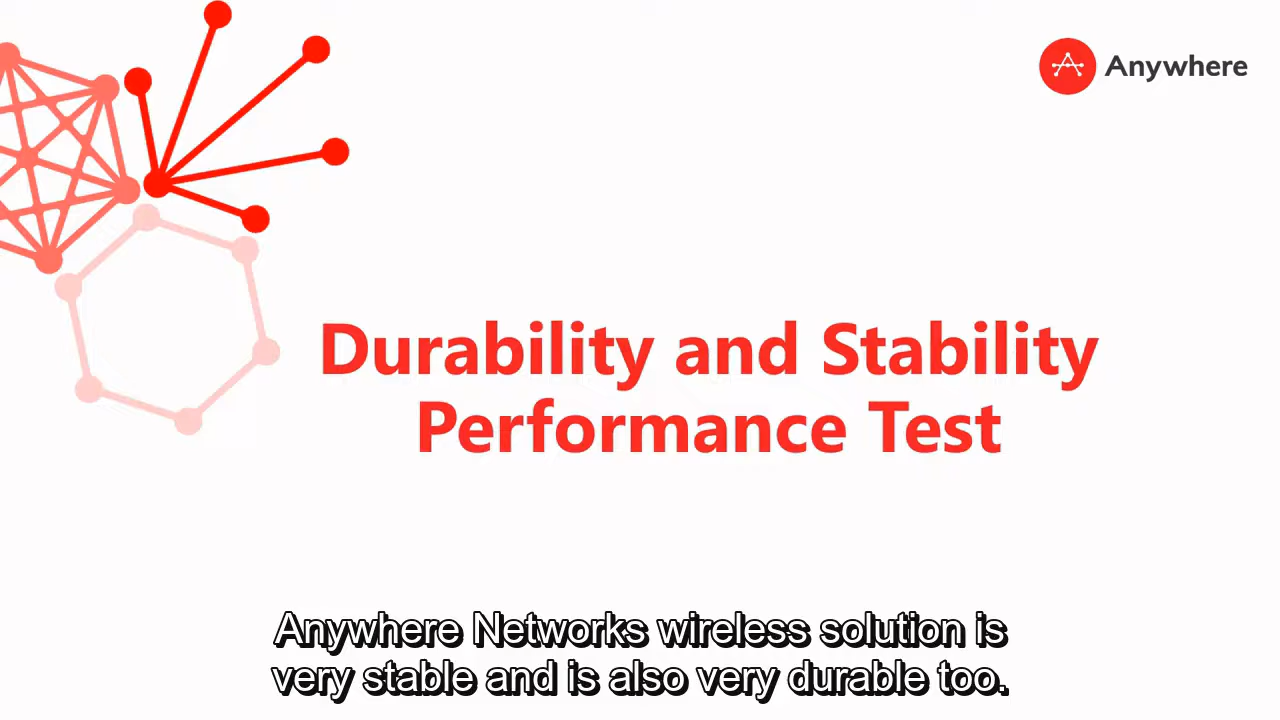 Anywhere
Durability and Stability
Performance Test
Anywhere Networks wireless solution is
very stable and is also very durable too.